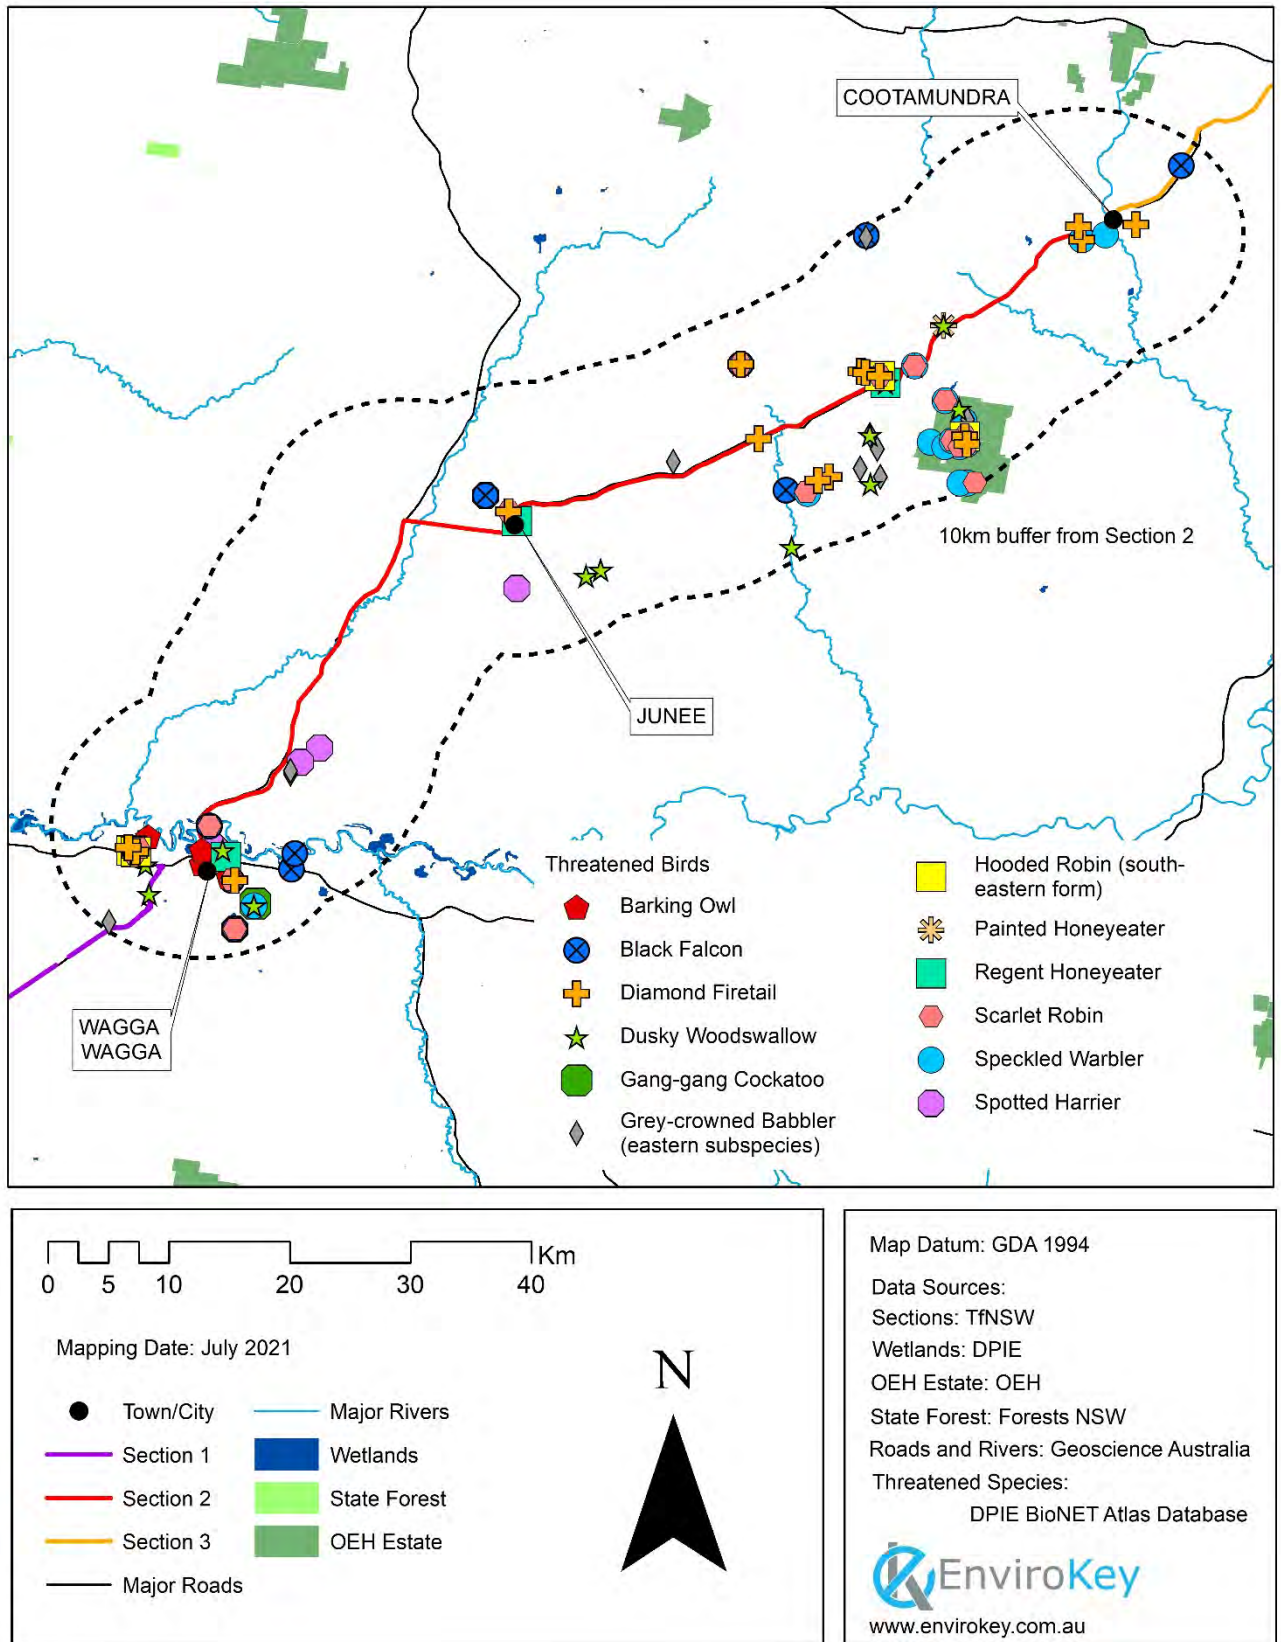 COOTAMUNDRA
10km buffer from Section 2
JUNEE
WAGGA
WAGGA
Threatened Birds
Barking Owl
Black Falcon
Diamond Firetail
Dusky Woodswallow
Gang-gang Cockatoo
Grey-crowned Babbler
(eastern subspecies)
Hooded Robin (south-
eastern form)
Painted Honeyeater
Regent Honeyeater
Scarlet Robin
Speckled Warbler
Spotted Harrier
Km
0 5 10 20 30 40
Mapping Date: July 2021
Town/City
Section 1
Section 2
Section 3
Major Roads
Major Rivers
Wetlands
State Forest
OEH Estate
N
Map Datum: GDA 1994
Data Sources:
Sections: TfNSW
Wetlands: DPIE
OEH Estate: OEH
State Forest: Forests NSW
Roads and Rivers: Geoscience Australia
Threatened Species:
DPIE BioNET Atlas Database
EnviroKey
www.envirokey.com.au